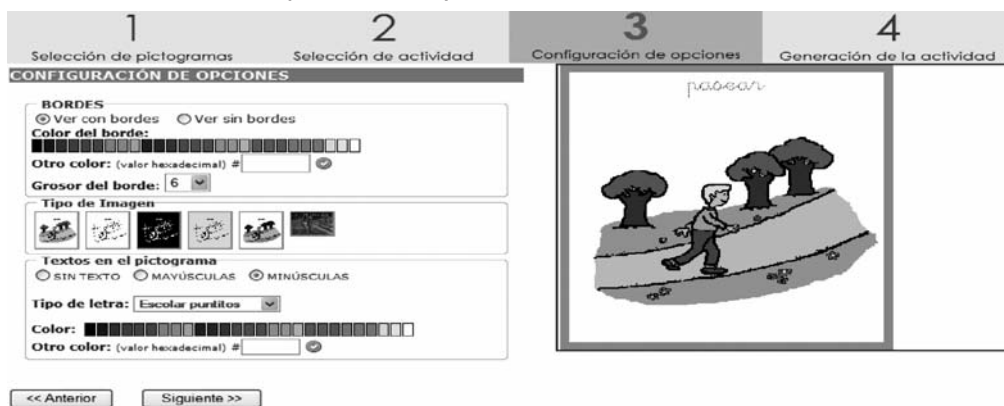 1 2 3 4
Selección de pictogramas Selección de actividad Configuración de opciones Generación de la actividad
CONFIGURACIÓN DE OPCIONES
BORDES
Ver con bordes Ver sin bordes
Color del borde:
Otro color: (valor hexadecimal) #
Grosor del borde: 6
Tipo de Imagen
Textos en el pictograma
SIN TEXTO MAYÚSCULAS MINÚSCULAS
Tipo de letra: Escolar puntitos
Color:
Otro color: (valor hexadecimal) #
<< Anterior Siguiente >>
pasear